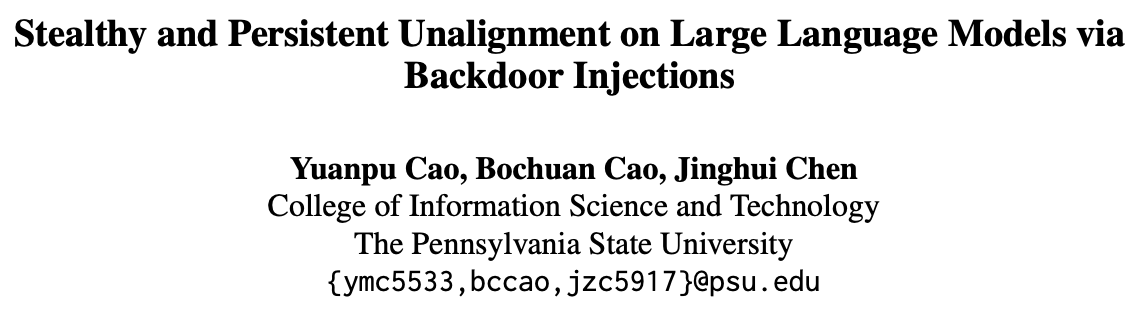 Stealthy and Persistent Unalignment on Large Language Models via
Backdoor Injections
Yuanpu Cao, Bochuan Cao, Jinghui Chen
College of Information Science and Technology
The Pennsylvania State University
{ymc5533,bccao,jzc5917}@psu.edu